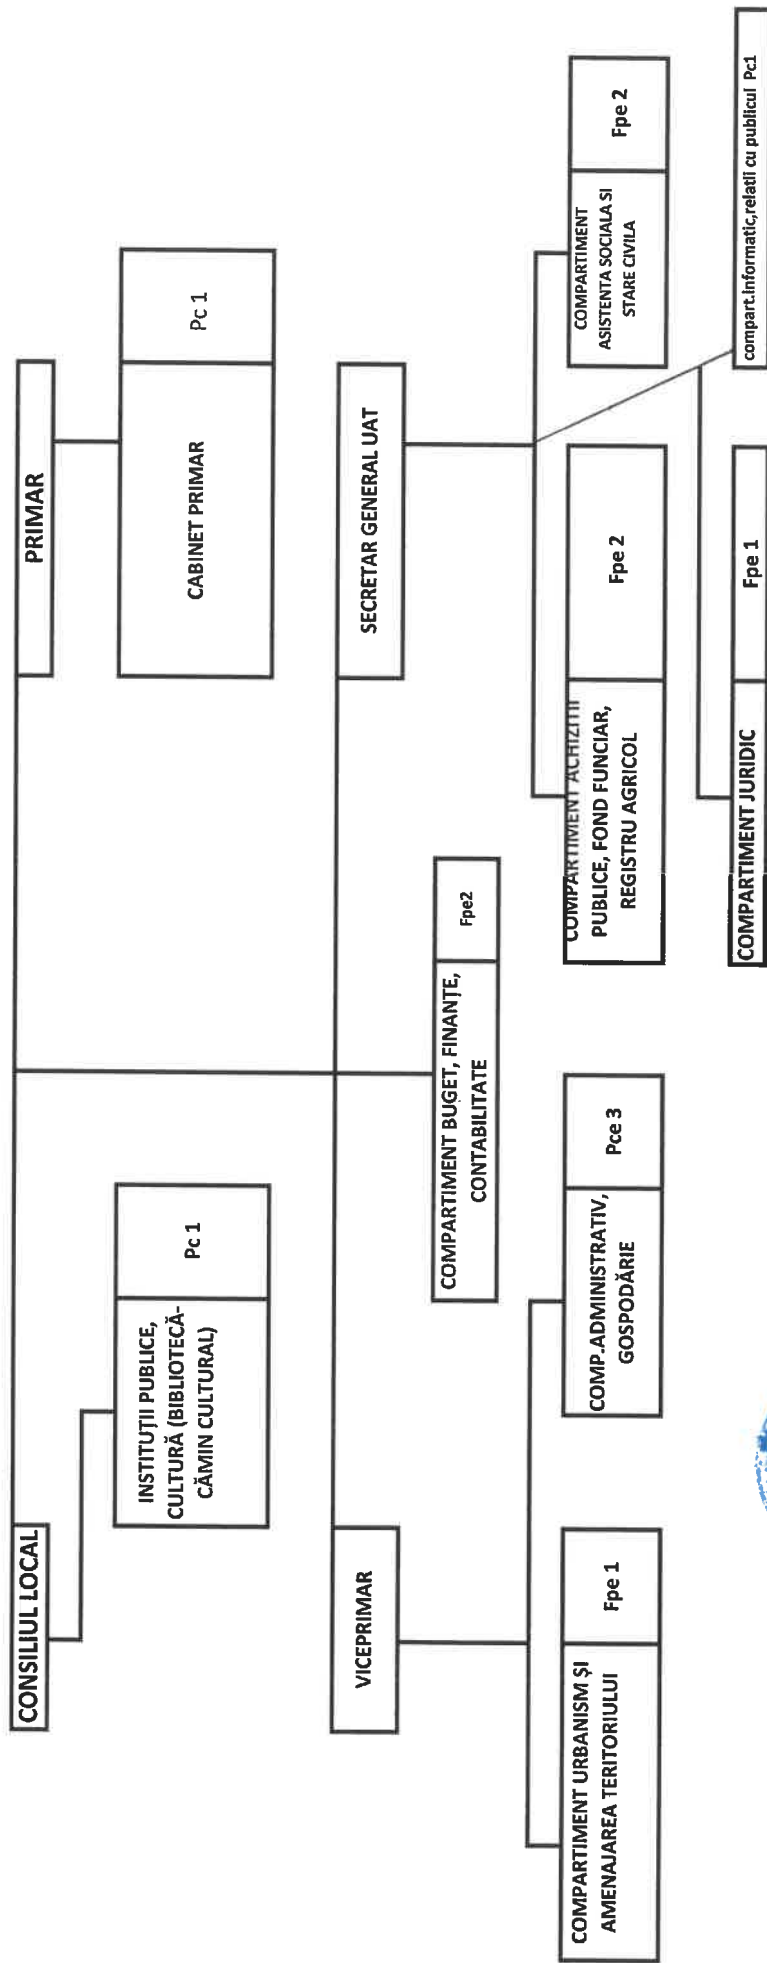 CONSILIUL LOCAL
PRIMAR
INSTITUȚII PUBLICE,
CULTURĂ (BIBLIOTECĂ-
CĂMIN CULTURAL)
Pc 1
CABINET PRIMAR
Pc 1
VICEPRIMAR
SECRETAR GENERAL UAT
COMPARTIMENT BUGET, FINANȚE,
CONTABILITATE
Fpe2
COMPARTIMENT URBANISM ȘI
AMENAJAREA TERITORIULUI
Fpe 1
COMP.ADMINISTRATIV,
GOSPODĂRIE
Pce 3
COMPARTIMENT ACHIZITII
PUBLICE, FOND FUNCIAR,
REGISTRU AGRICOL
Fpe 2
COMPARTIMENT
ASISTENTA SOCIALA SI
STARE CIVILA
Fpe 2
COMPARTIMENT JURIDIC
Fpe 1
compart.informatic,relatii cu publicul Pc1